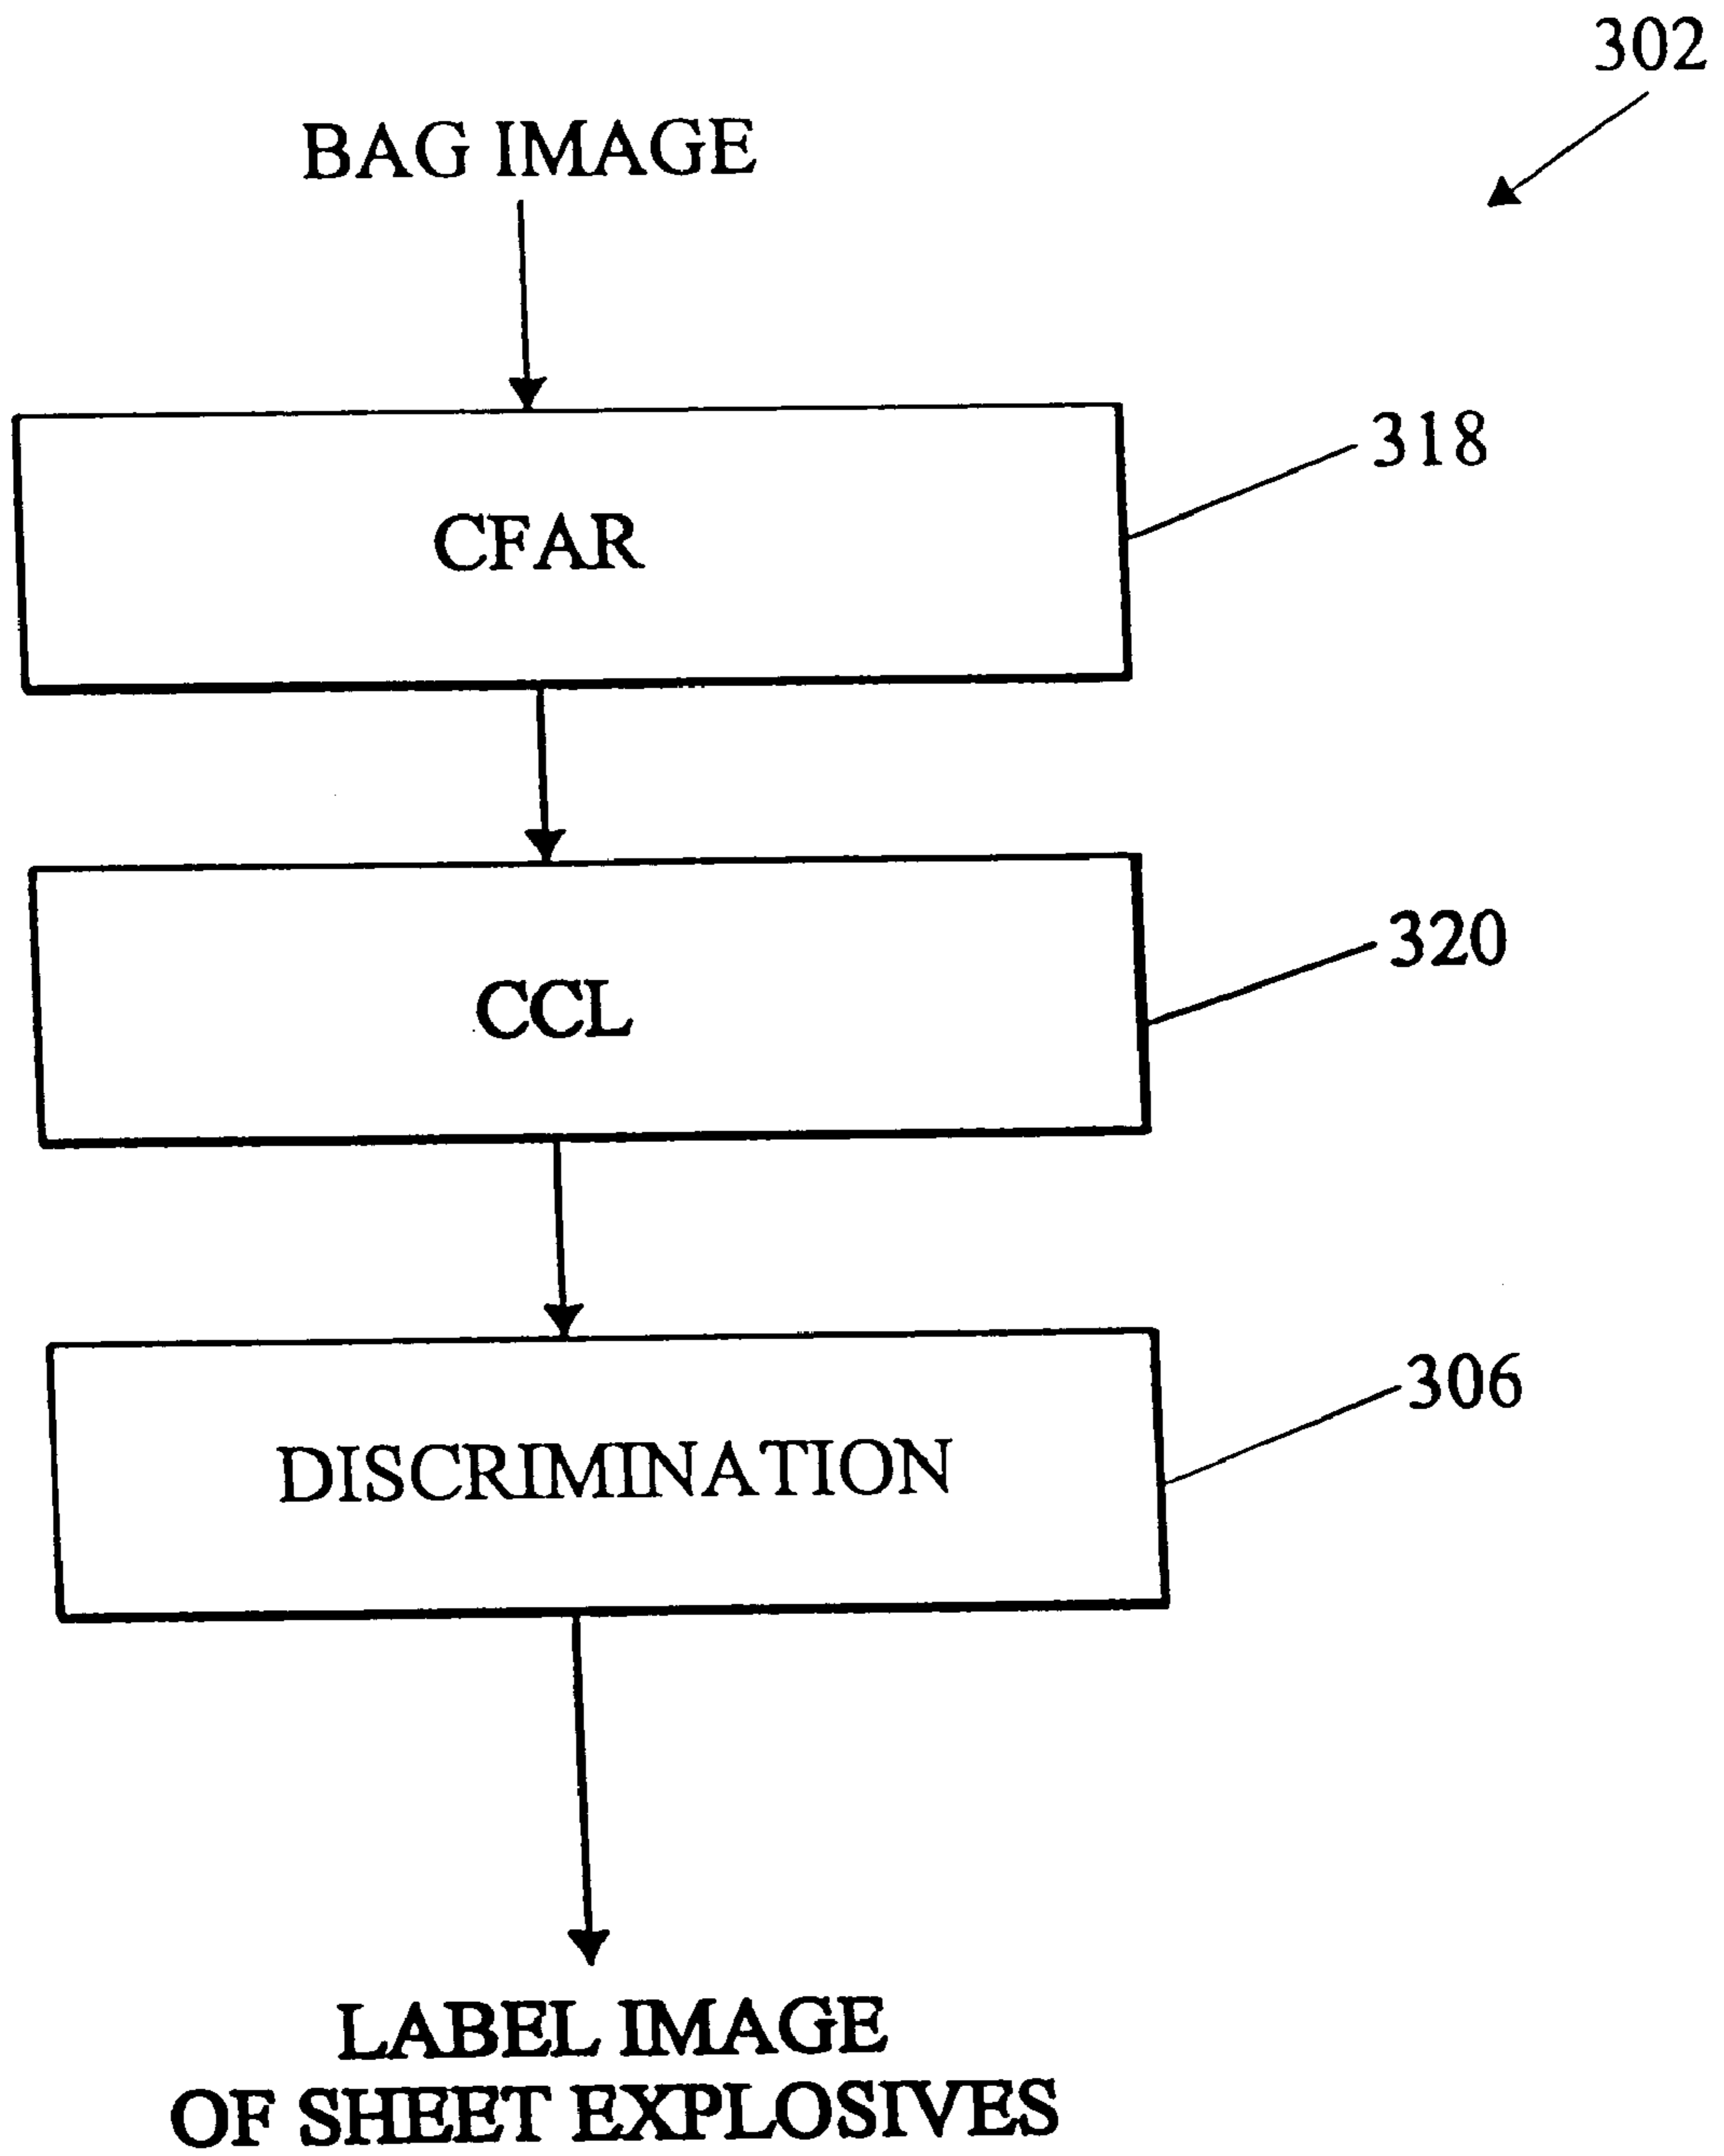 302
BAG IMAGE
318
CFAR
320
CCL
306
DISCRIMINATION
LABEL IMAGE
OF SHEET EXPLOSIVES